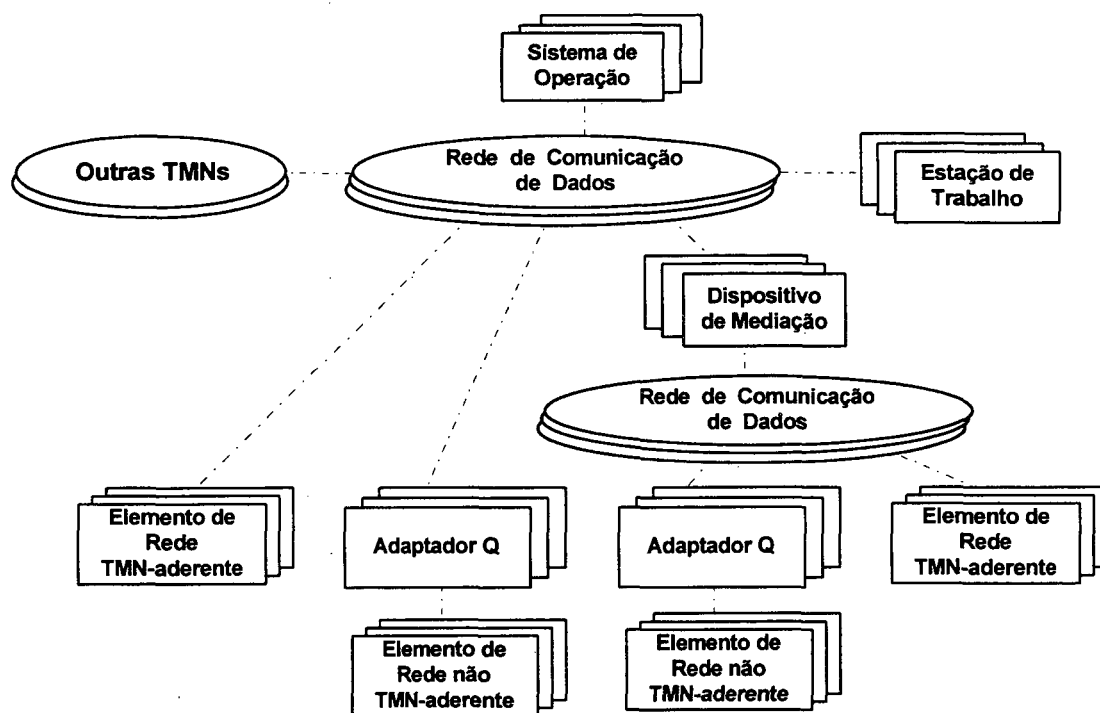 Sistema de
Operação
Outras TMNs
Rede de Comunicação
de Dados
Estação de
Trabalho
Dispositivo
de Mediação
Rede de Comunicação
de Dados
Elemento de
Rede
TMN-aderente
Adaptador Q
Adaptador Q
Elemento de
Rede
TMN-aderente
Elemento de
Rede não
TMN-aderente
Elemento de
Rede não
TMN-aderente